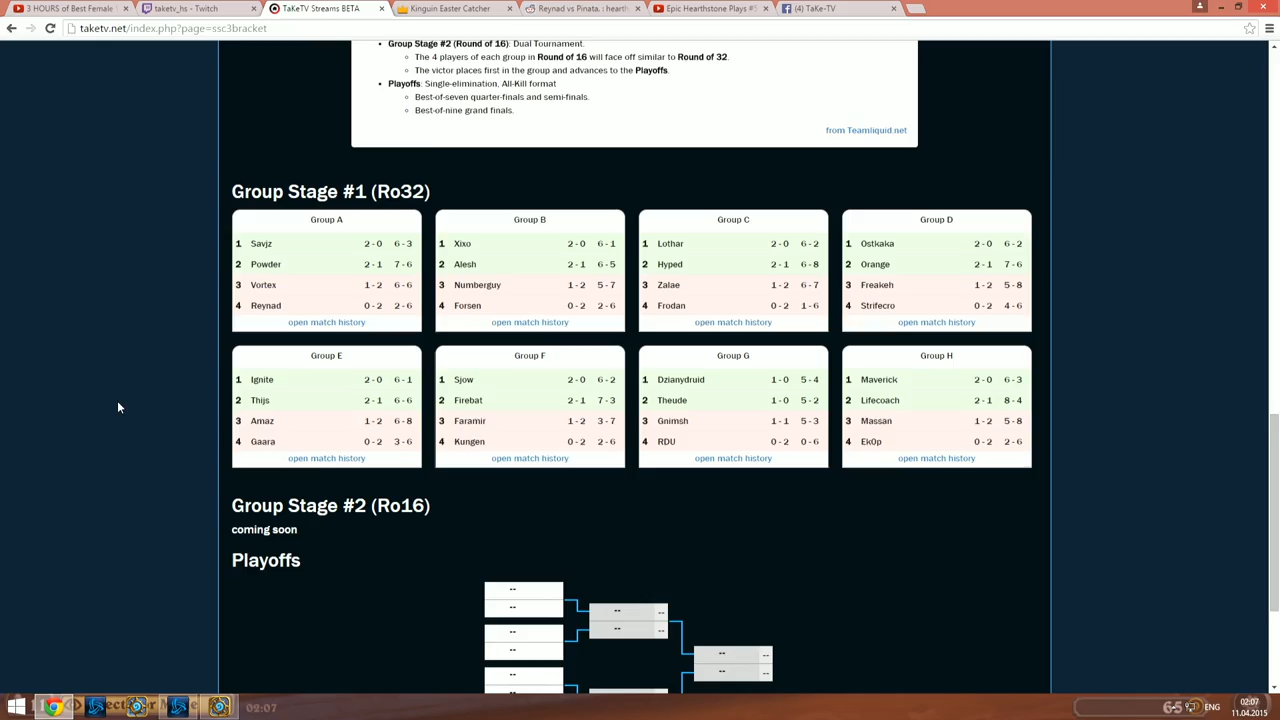 3 HOURS of Best Female
taketv_hs - Twitch
TaKeTV Streams BETA
Kinguin Easter Catcher
Reynad vs Pinata. i hearth
Epic Hearthstone Plays #5
(4) TaKe-TV
taketv.net/index.php?page=ssc3bracket
Group Stage #2 (Round of 16): Dual Tournament.
The 4 players of each group in Round of 16 will face off similar to Round of 32.
The victor places first in the group and advances to the Playoffs.
Playoffs: Single-elimination, All-Kill format
Best-of-seven quarter-finals and semi-finals.
Best-of-nine grand finals.
from Teamliquid.net
Group Stage #1 (Ro32)
Group A Group B Group C Group D
1 Savjz 2 - 0 6 - 3 1 Xixo 2 - 0 6 - 1 1 Lothar 2 - 0 6 - 2 1 Ostkaka 2 - 0 6 - 2
2 Powder 2 - 1 7 - 6 2 Alesh 2 - 1 6 - 5 2 Hyped 2 - 1 6 - 8 2 Orange 2 - 1 7 - 6
3 Vortex 1 - 2 6 - 6 3 Numberguy 1 - 2 5 - 7 3 Zalae 1 - 2 6 - 7 3 Freakeh 1 - 2 5 - 8
4 Reynad 0 - 2 2 - 6 4 Forsen 0 - 2 2 - 6 4 Frodan 0 - 2 1 - 6 4 Strifecro 0 - 2 4 - 6
open match history open match history open match history open match history
Group E Group F Group G Group H
1 Ignite 2 - 0 6 - 1 1 Sjow 2 - 0 6 - 2 1 Dzianydruid 1 - 0 5 - 4 1 Maverick 2 - 0 6 - 3
2 Thijs 2 - 1 6 - 6 2 Firebat 2 - 1 7 - 3 2 Theude 1 - 0 5 - 2 2 Lifecoach 2 - 1 8 - 4
3 Amaz 1 - 2 6 - 8 3 Faramir 1 - 2 3 - 7 3 Gnimsh 1 - 1 5 - 3 3 Massan 1 - 2 5 - 8
4 Gaara 0 - 2 3 - 6 4 Kungen 0 - 2 2 - 6 4 RDU 0 - 2 0 - 6 4 Ek0p 0 - 2 2 - 6
open match history open match history open match history open match history
Group Stage #2 (Ro16)
coming soon
Playoffs
--
--
-- --
-- --
--
--
-- --
-- --
--
--
02:07
65
ENG
02:07
11.04.2015